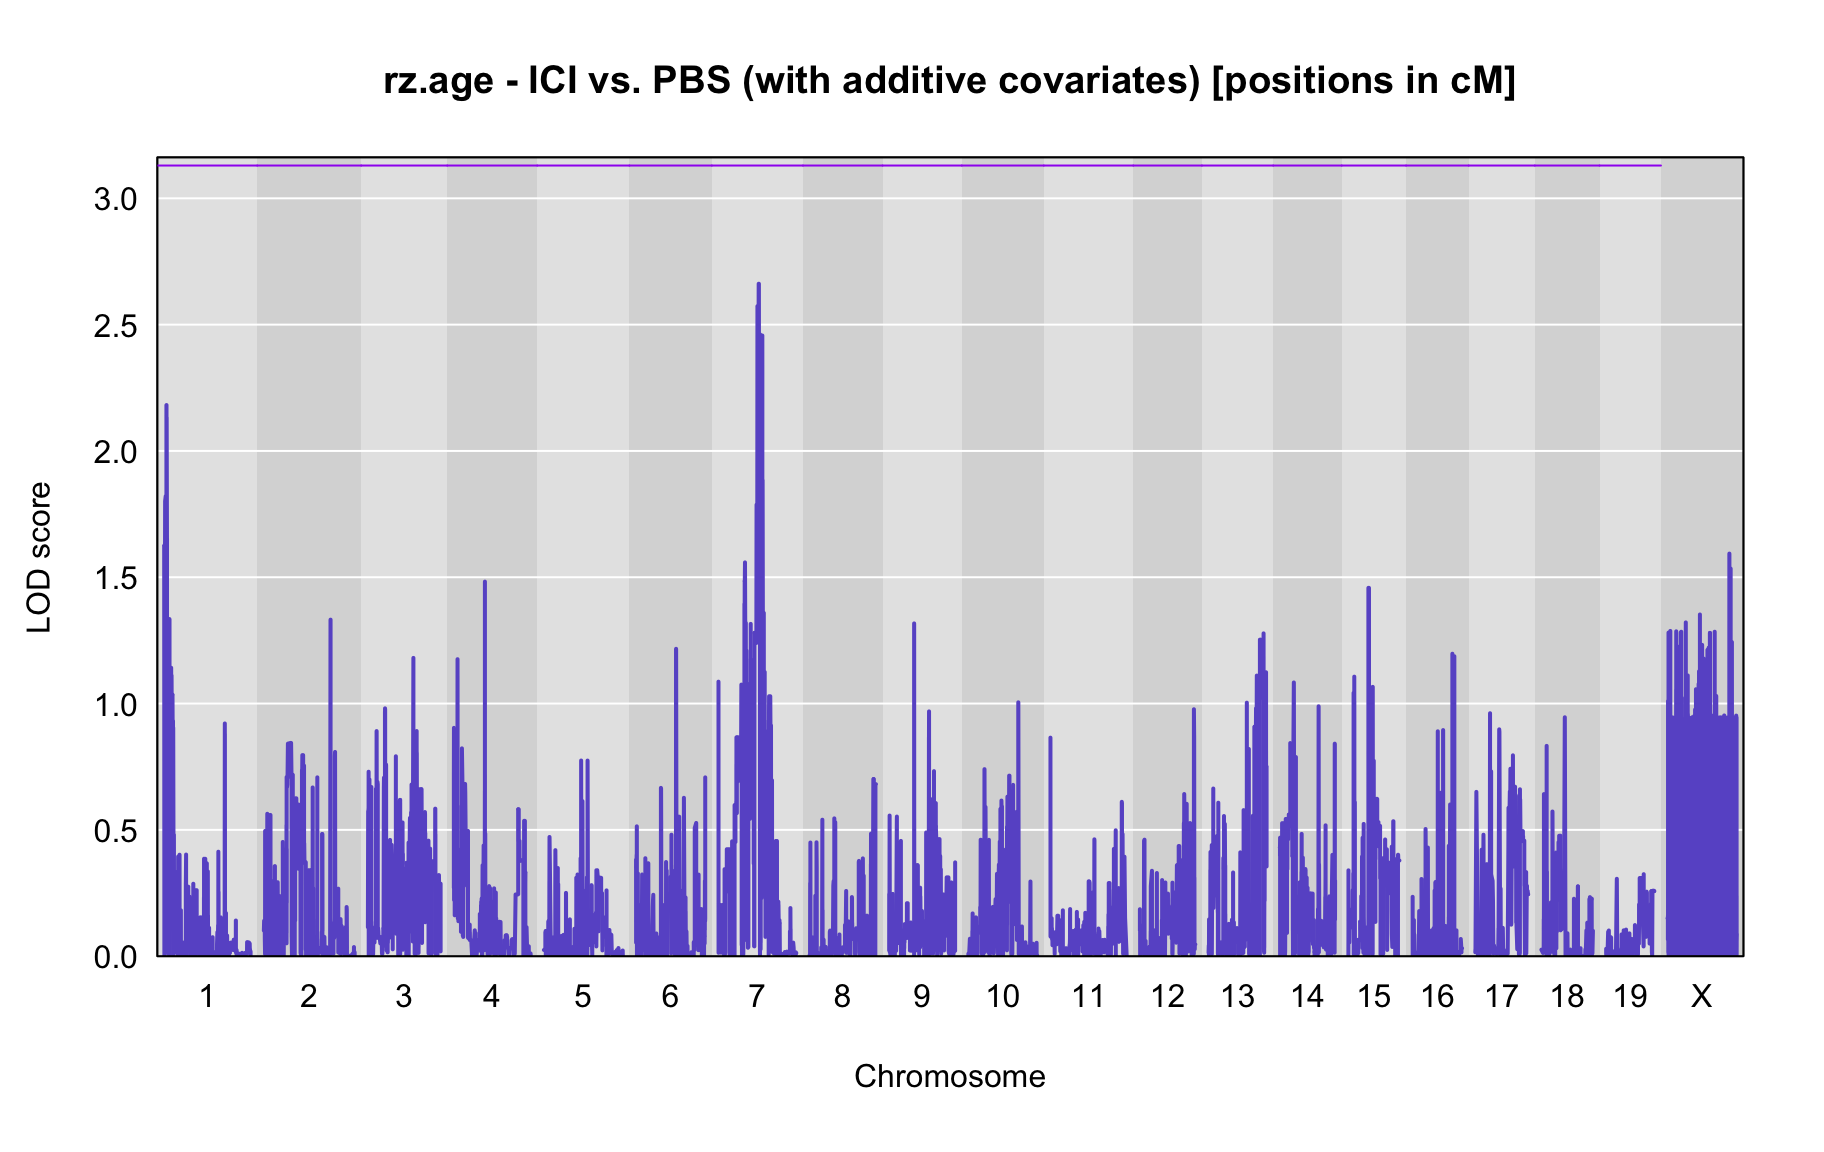 rz.age - ICI vs. PBS (with additive covariates) [positions in cM]
3.0
2.5
2.0
1.5
1.0
0.5
0.0
LOD score
1 2 3 4 5 6 7 8 9 10 11 12 13 14 15 16 17 18 19 X
Chromosome